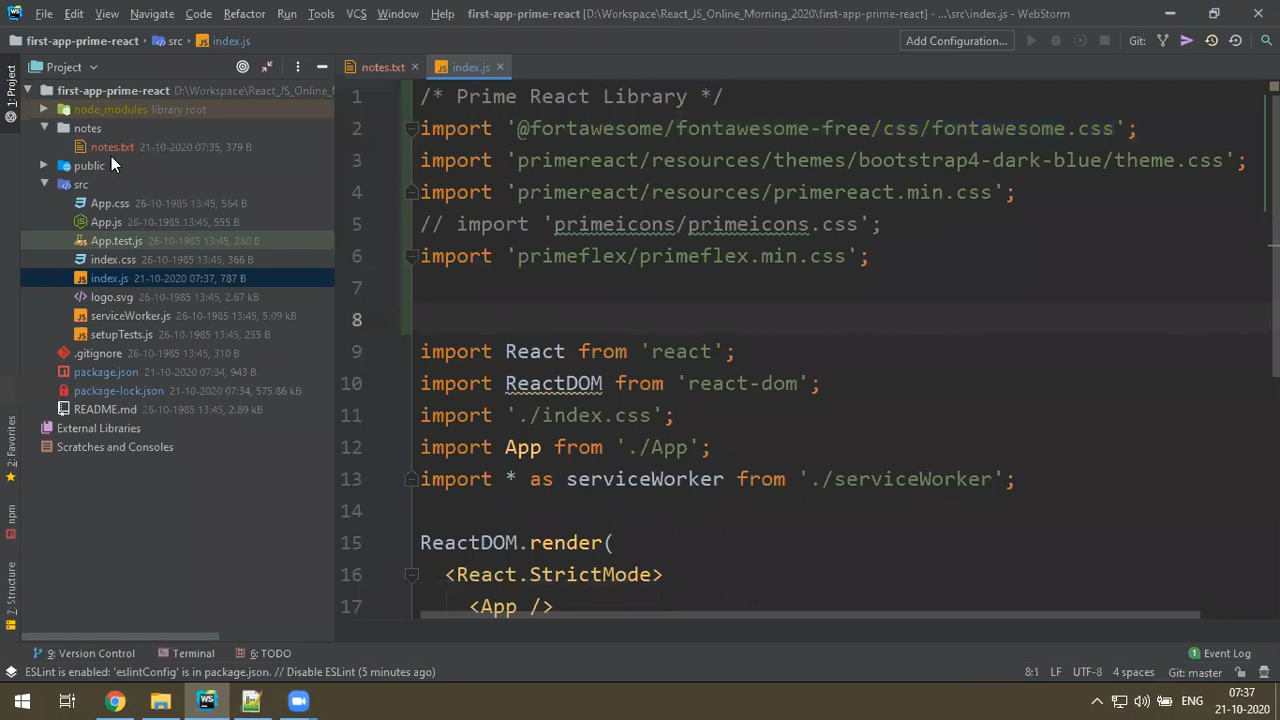 File Edit View Navigate Code Refactor Run Tools VCS Window Help first-app-prime-react [D:\Workspace\React_JS_Online_Morning_2020\first-app-prime-react] - ...\src\index.js - WebStorm
first-app-prime-react src index.js Add Configuration... Git:
Project notes.txt index.js
1: Project
first-app-prime-react D:\Workspace\React_JS_Online_M
node_modules library root
notes
notes.txt 21-10-2020 07:35, 379 B
public
src
App.css 26-10-1985 13:45, 564 B
App.js 26-10-1985 13:45, 555 B
App.test.js 26-10-1985 13:45, 280 B
index.css 26-10-1985 13:45, 366 B
index.js 21-10-2020 07:37, 787 B
logo.svg 26-10-1985 13:45, 2.67 kB
serviceWorker.js 26-10-1985 13:45, 5.09 kB
setupTests.js 26-10-1985 13:45, 255 B
.gitignore 26-10-1985 13:45, 310 B
package.json 21-10-2020 07:34, 943 B
package-lock.json 21-10-2020 07:34, 575.86 kB
README.md 26-10-1985 13:45, 2.89 kB
External Libraries
Scratches and Consoles
2: Favorites
npm
7: Structure
1 /* Prime React Library */
2 import '@fortawesome/fontawesome-free/css/fontawesome.css';
3 import 'primereact/resources/themes/bootstrap4-dark-blue/theme.css';
4 import 'primereact/resources/primereact.min.css';
5 // import 'primeicons/primeicons.css';
6 import 'primeflex/primeflex.min.css';
7
8
9 import React from 'react';
10 import ReactDOM from 'react-dom';
11 import './index.css';
12 import App from './App';
13 import * as serviceWorker from './serviceWorker';
14
15 ReactDOM.render(
16 <React.StrictMode>
17 <App />
9: Version Control Terminal 6: TODO 1 Event Log
ESLint is enabled: 'eslintConfig' is in package.json. // Disable ESLint (5 minutes ago) 8:1 LF UTF-8 4 spaces Git: master
WS ENG 07:37
21-10-2020